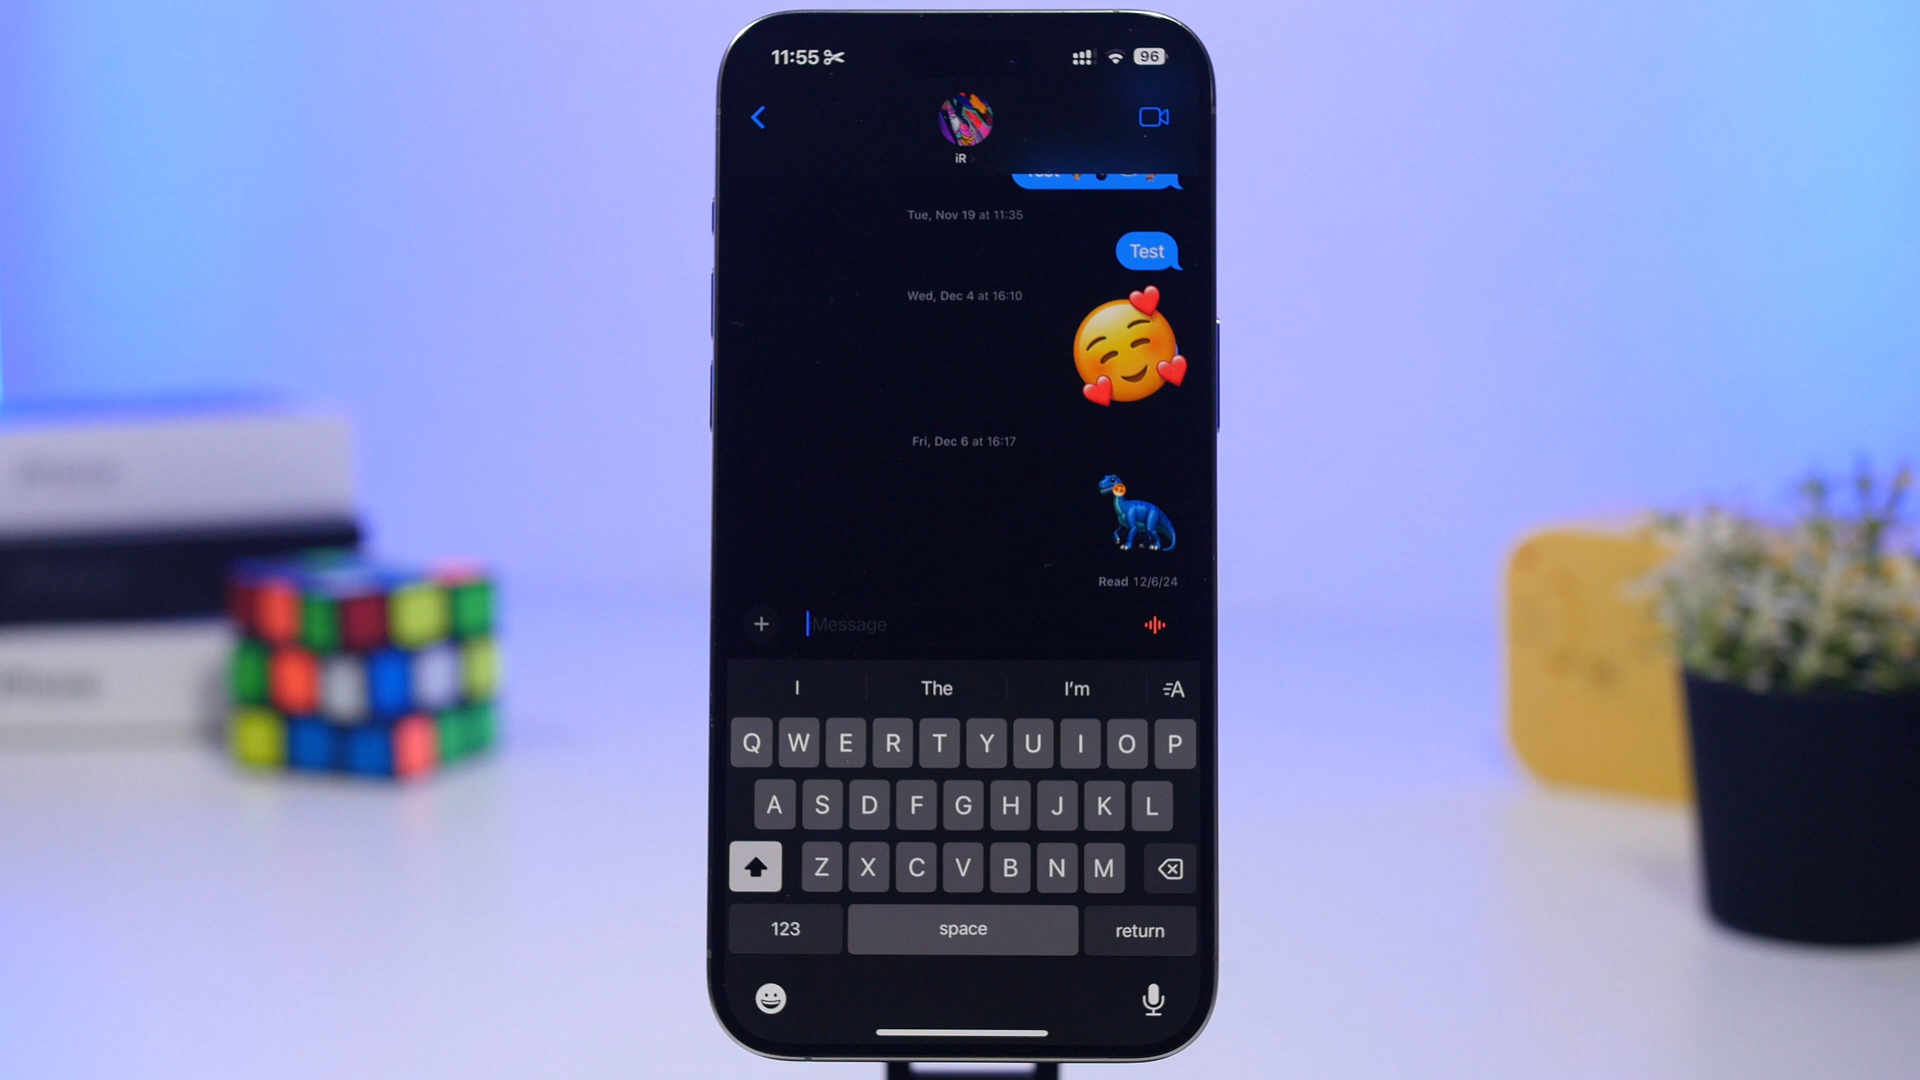 11:55
96
iR
Tue, Nov 19 at 11:35
Test
Wed, Dec 4 at 16:10
Fri, Dec 6 at 16:17
Read 12/6/24
Message
I The I'm A
Q W E R T Y U I O P
A S D F G H J K L
Z X C V B N M
123 space return